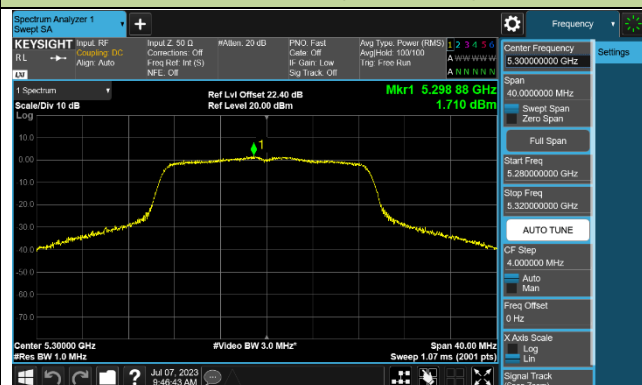 Spectrum Analyzer 1
Swept SA
Frequency
KEYSIGHT
RL
LXI
Input: RF
Coupling: DC
Align: Auto
Input Z: 50 Ω
Corrections: Off
Freq Ref: Int (S)
NFE: Off
#Atten: 20 dB
PNO: Fast
Gate: Off
IF Gain: Low
Sig Track: Off
Avg Type: Power (RMS)
Avg|Hold: 100/100
Trig: Free Run
1 2 3 4 5 6
A W W W W W
A N N N N N
1 Spectrum
Scale/Div 10 dB
Log
Ref Lvl Offset 22.40 dB
Ref Level 20.00 dBm
Mkr1 5.298 88 GHz
1.710 dBm
1
10.0
0.00
-10.0
-20.0
-30.0
-40.0
-50.0
-60.0
-70.0
Center 5.30000 GHz
#Res BW 1.0 MHz
#Video BW 3.0 MHz*
Span 40.00 MHz
Sweep 1.07 ms (2001 pts)
Jul 07, 2023
9:46:43 AM
Center Frequency
5.300000000 GHz
Settings
Span
40.0000000 MHz
Swept Span
Zero Span
Full Span
Start Freq
5.280000000 GHz
Stop Freq
5.320000000 GHz
AUTO TUNE
CF Step
4.000000 MHz
Auto
Man
Freq Offset
0 Hz
X Axis Scale
Log
Lin
Signal Track
(Span Zoom)